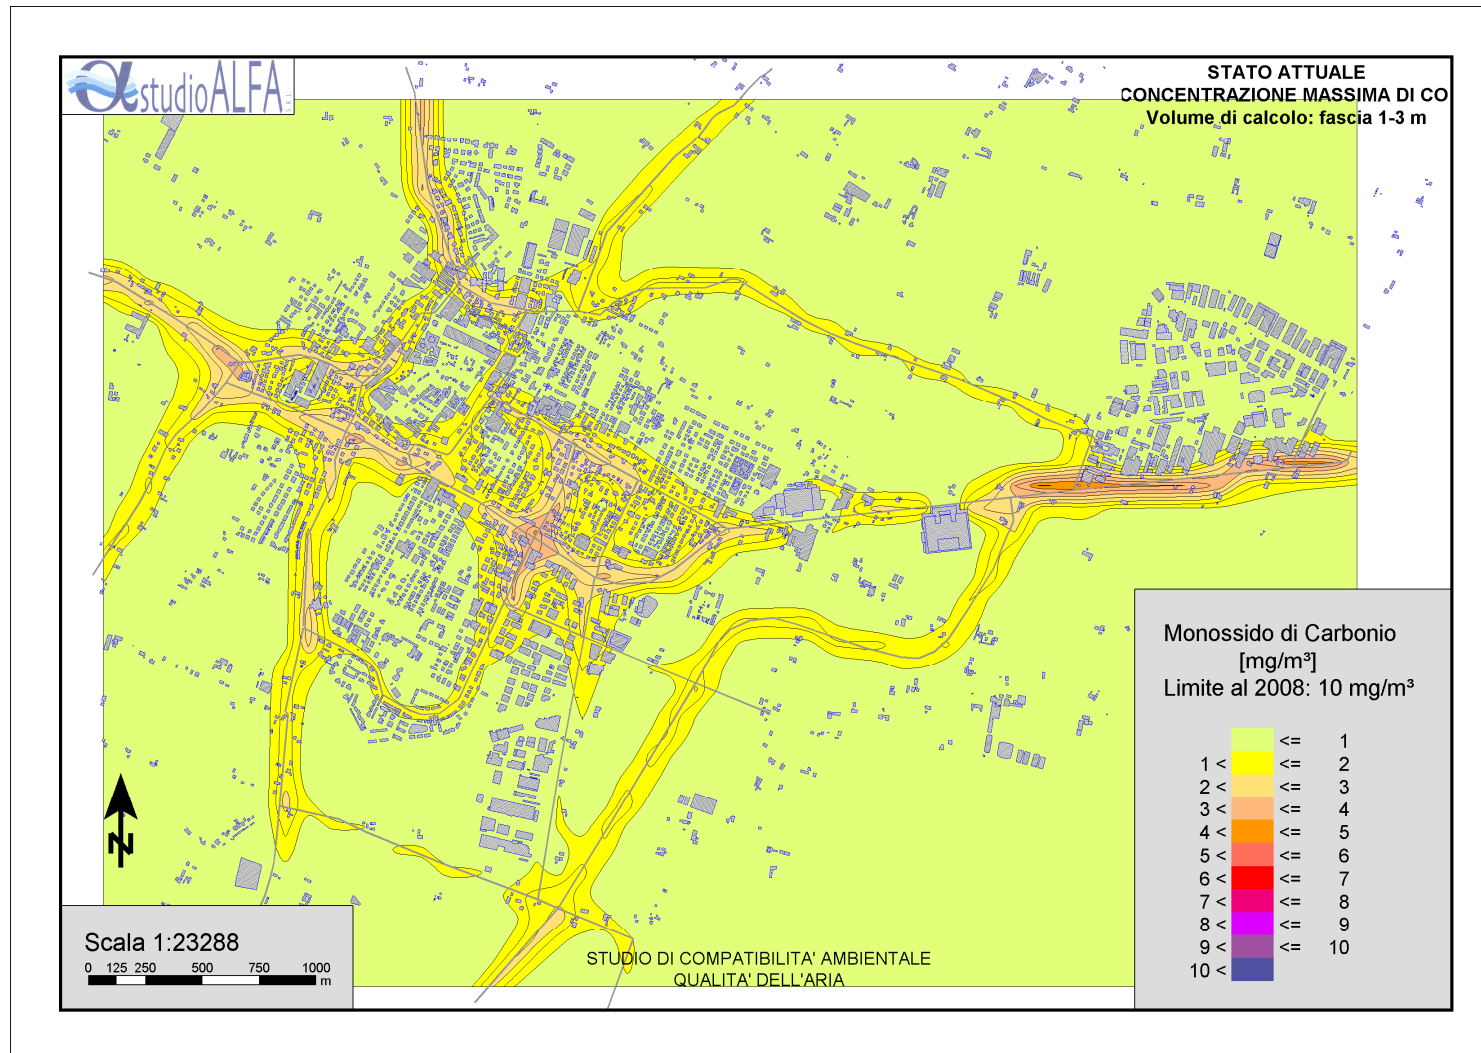 αstudioALFA
S.R.L.
STATO ATTUALE
CONCENTRAZIONE MASSIMA DI CO
Volume di calcolo: fascia 1-3 m
Monossido di Carbonio
[mg/m³]
Limite al 2008: 10 mg/m³
<= 1
1 < <= 2
2 < <= 3
3 < <= 4
4 < <= 5
5 < <= 6
6 < <= 7
7 < <= 8
8 < <= 9
9 < <= 10
10 <
N
Scala 1:23288
0 125 250 500 750 1000
m
STUDIO DI COMPATIBILITA' AMBIENTALE
QUALITA' DELL'ARIA